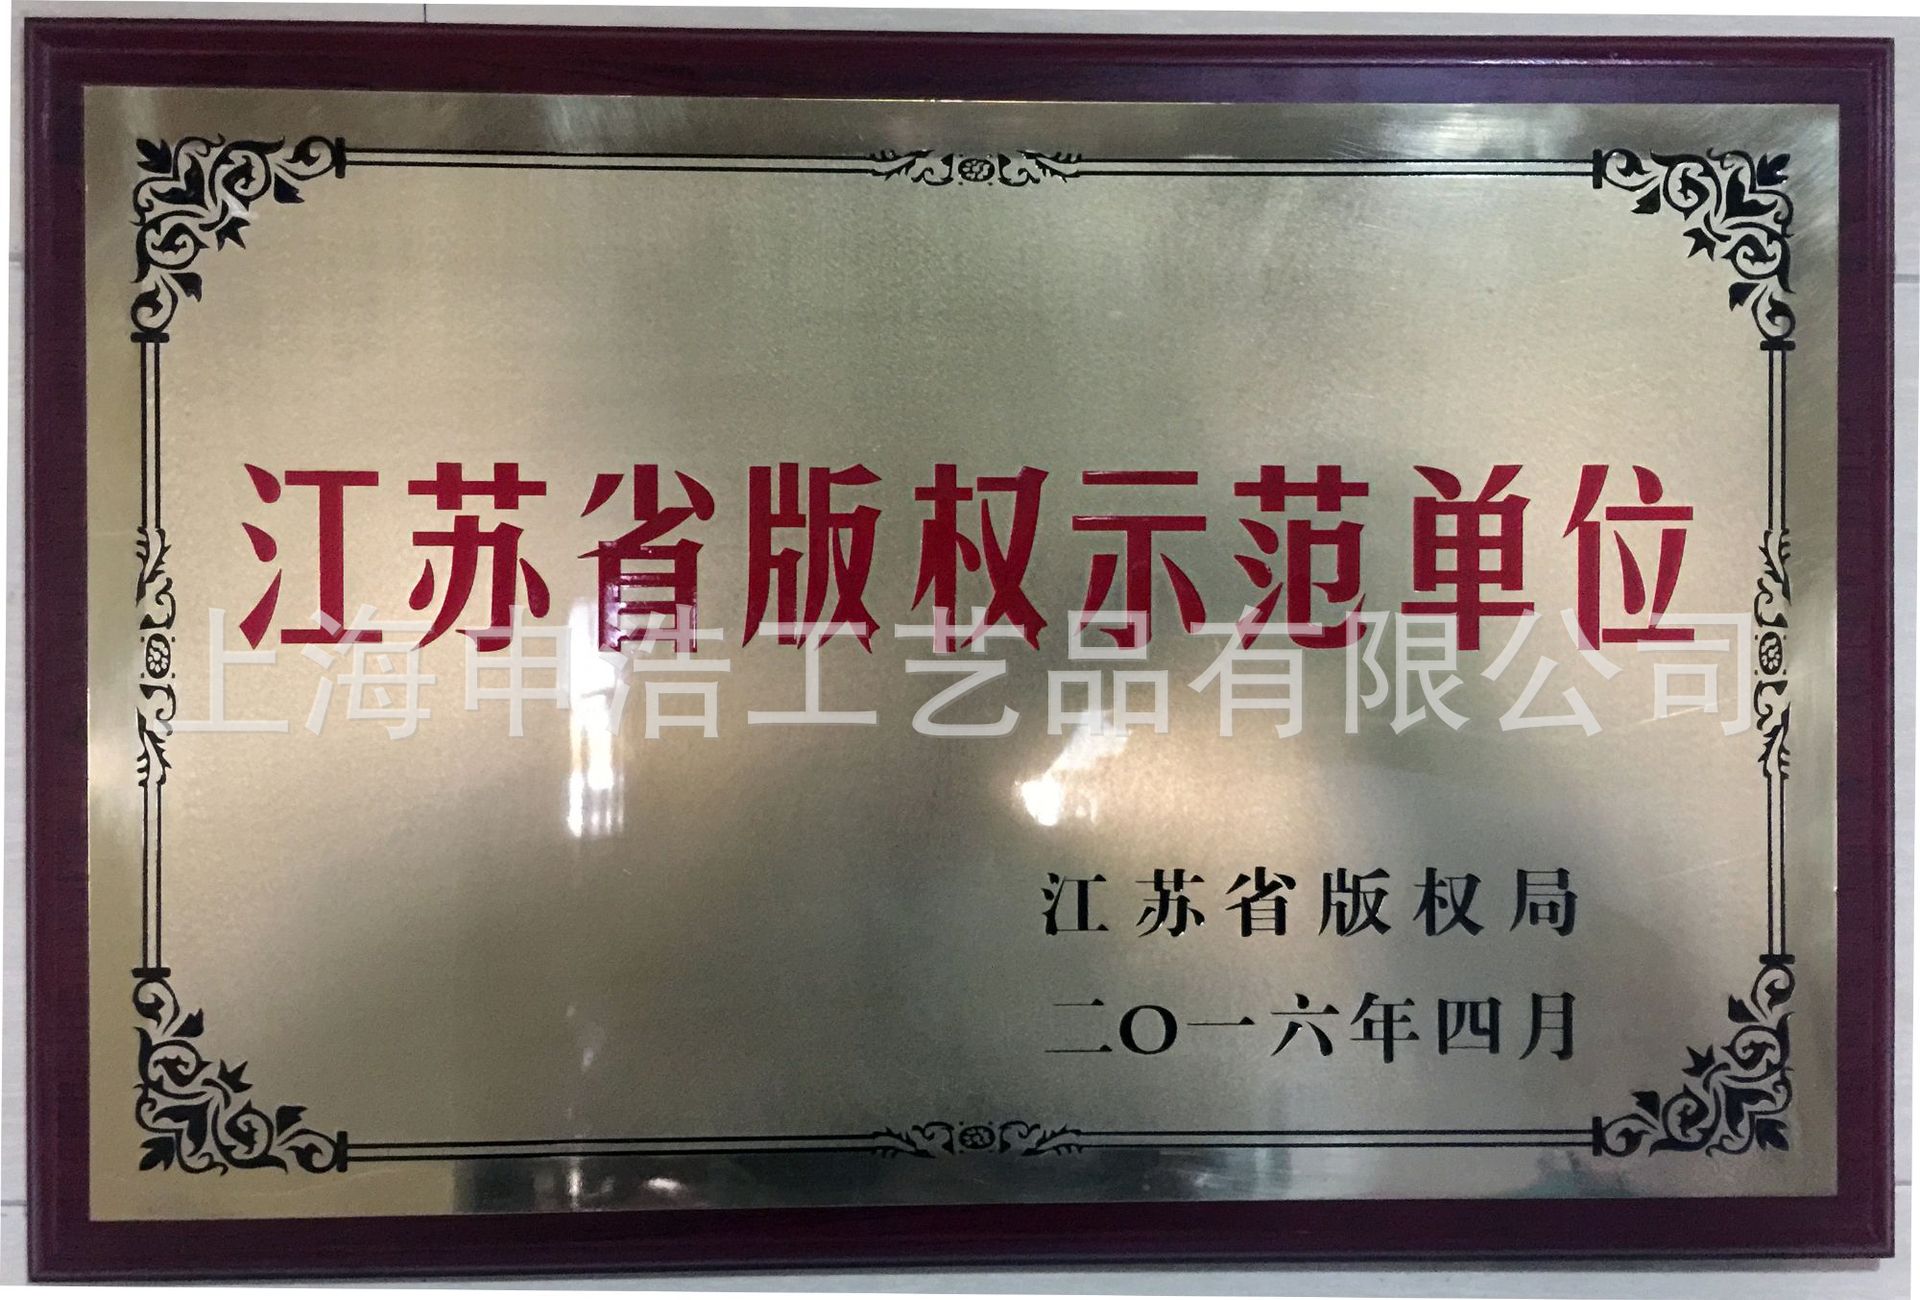 江苏省版权示范单位
上海申浩工艺品有限公司
江苏省版权局
二〇一六年四月